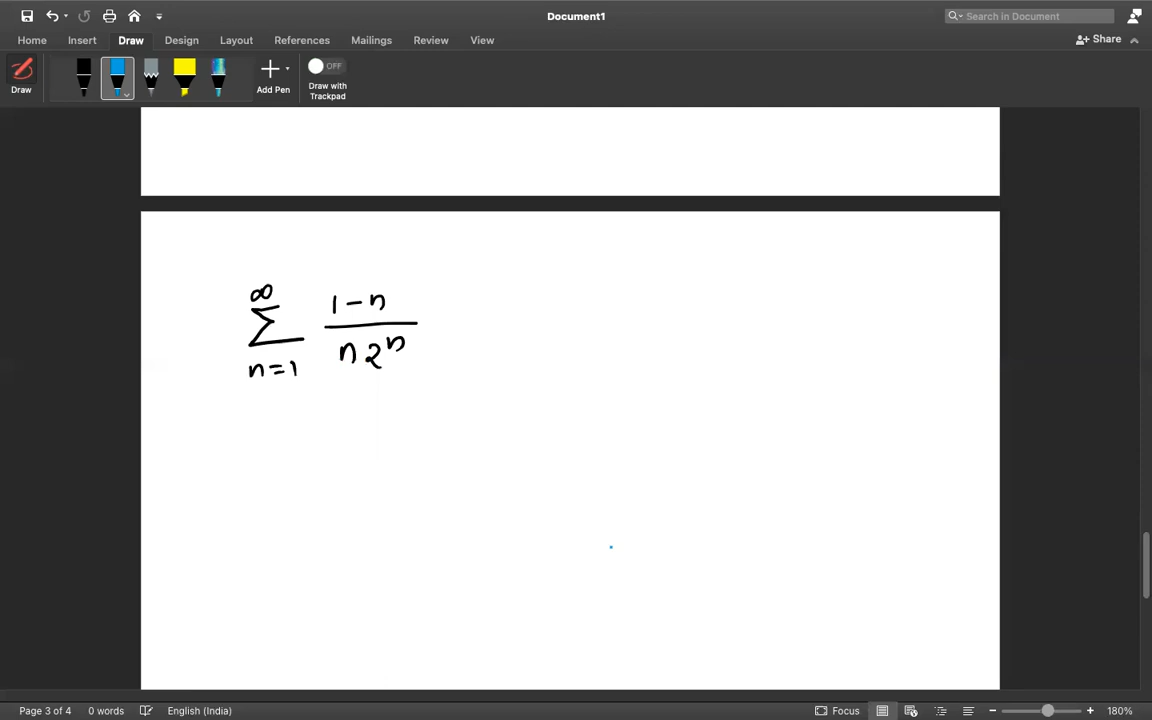 Document1
Search in Document
Home Insert Draw Design Layout References Mailings Review View
Share
Draw
Add Pen
OFF
Draw with
Trackpad
∞
Σ 1-n / n2ⁿ
n=1
Page 3 of 4 0 words English (India) Focus 180%